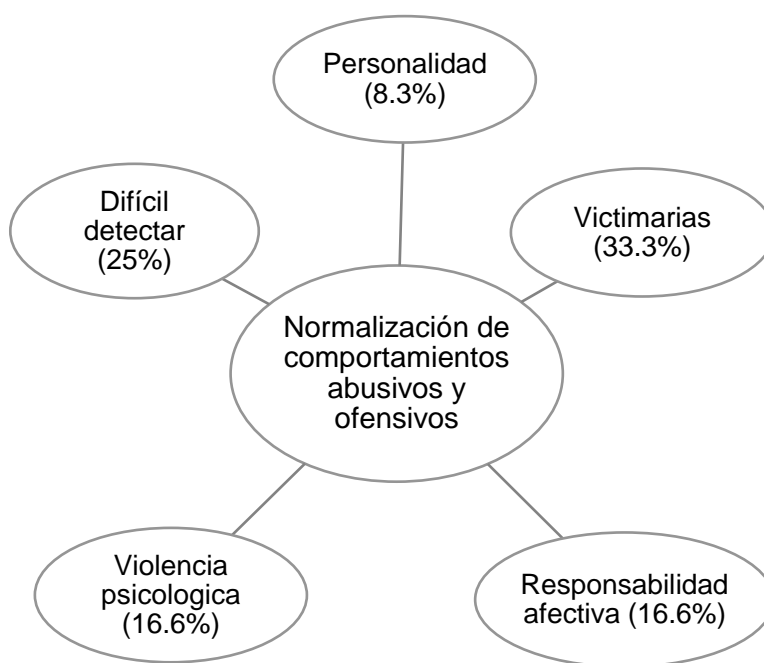 Personalidad
(8.3%)
Difícil
detectar
(25%)
Victimarias
(33.3%)
Normalización de
comportamientos
abusivos y
ofensivos
Violencia
psicologica
(16.6%)
Responsabilidad
afectiva (16.6%)